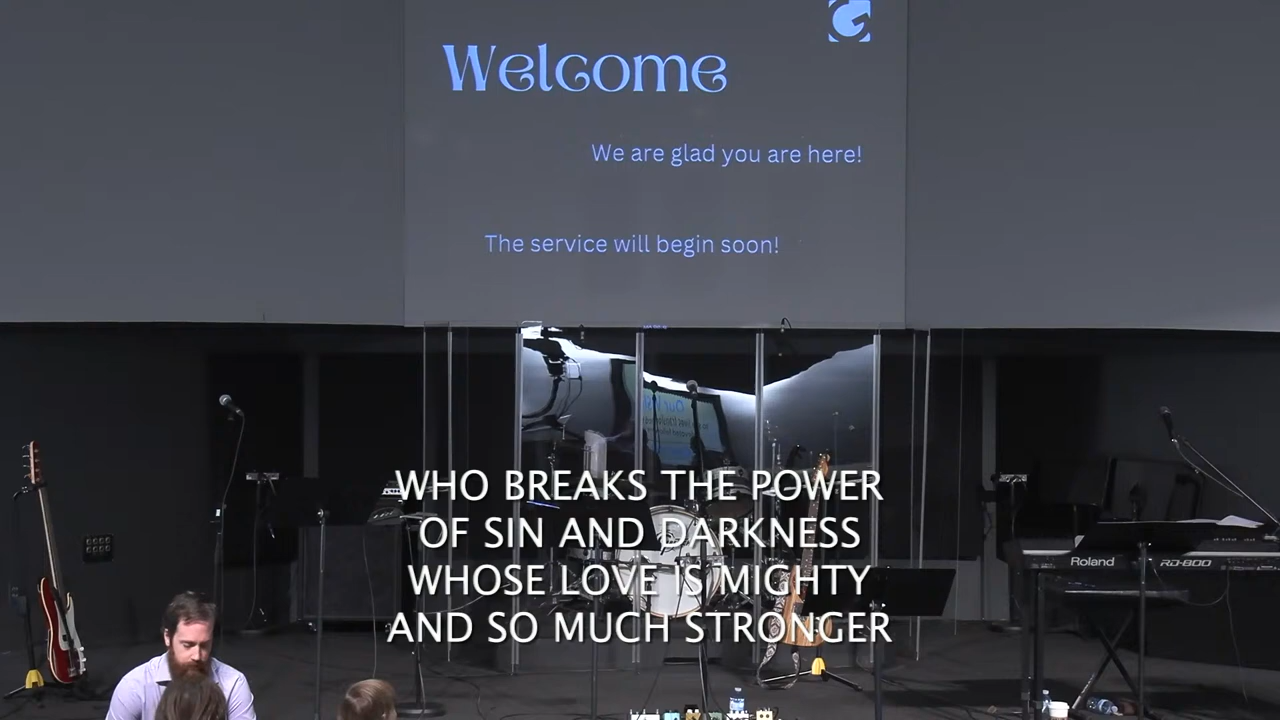 Welcome
We are glad you are here!
The service will begin soon!
WHO BREAKS THE POWER
OF SIN AND DARKNESS
WHOSE LOVE IS MIGHTY
AND SO MUCH STRONGER
Roland RD-800